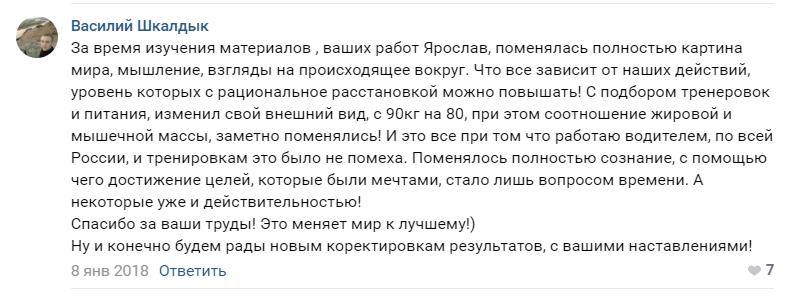 Василий Шкалдык
За время изучения материалов , ваших работ Ярослав, поменялась полностью картина
мира, мышление, взгляды на происходящее вокруг. Что все зависит от наших действий,
уровень которых с рациональное расстановкой можно повышать! С подбором тренеровок
и питания, изменил свой внешний вид, с 90кг на 80, при этом соотношение жировой и
мышечной массы, заметно поменялись! И это все при том что работаю водителем, по всей
России, и тренировкам это было не помеха. Поменялось полностью сознание, с помощью
чего достижение целей, которые были мечтами, стало лишь вопросом времени. А
некоторые уже и действительностью!
Спасибо за ваши труды! Это меняет мир к лучшему!)
Ну и конечно будем рады новым коректировкам результатов, с вашими наставлениями!
8 янв 2018 Ответить 7